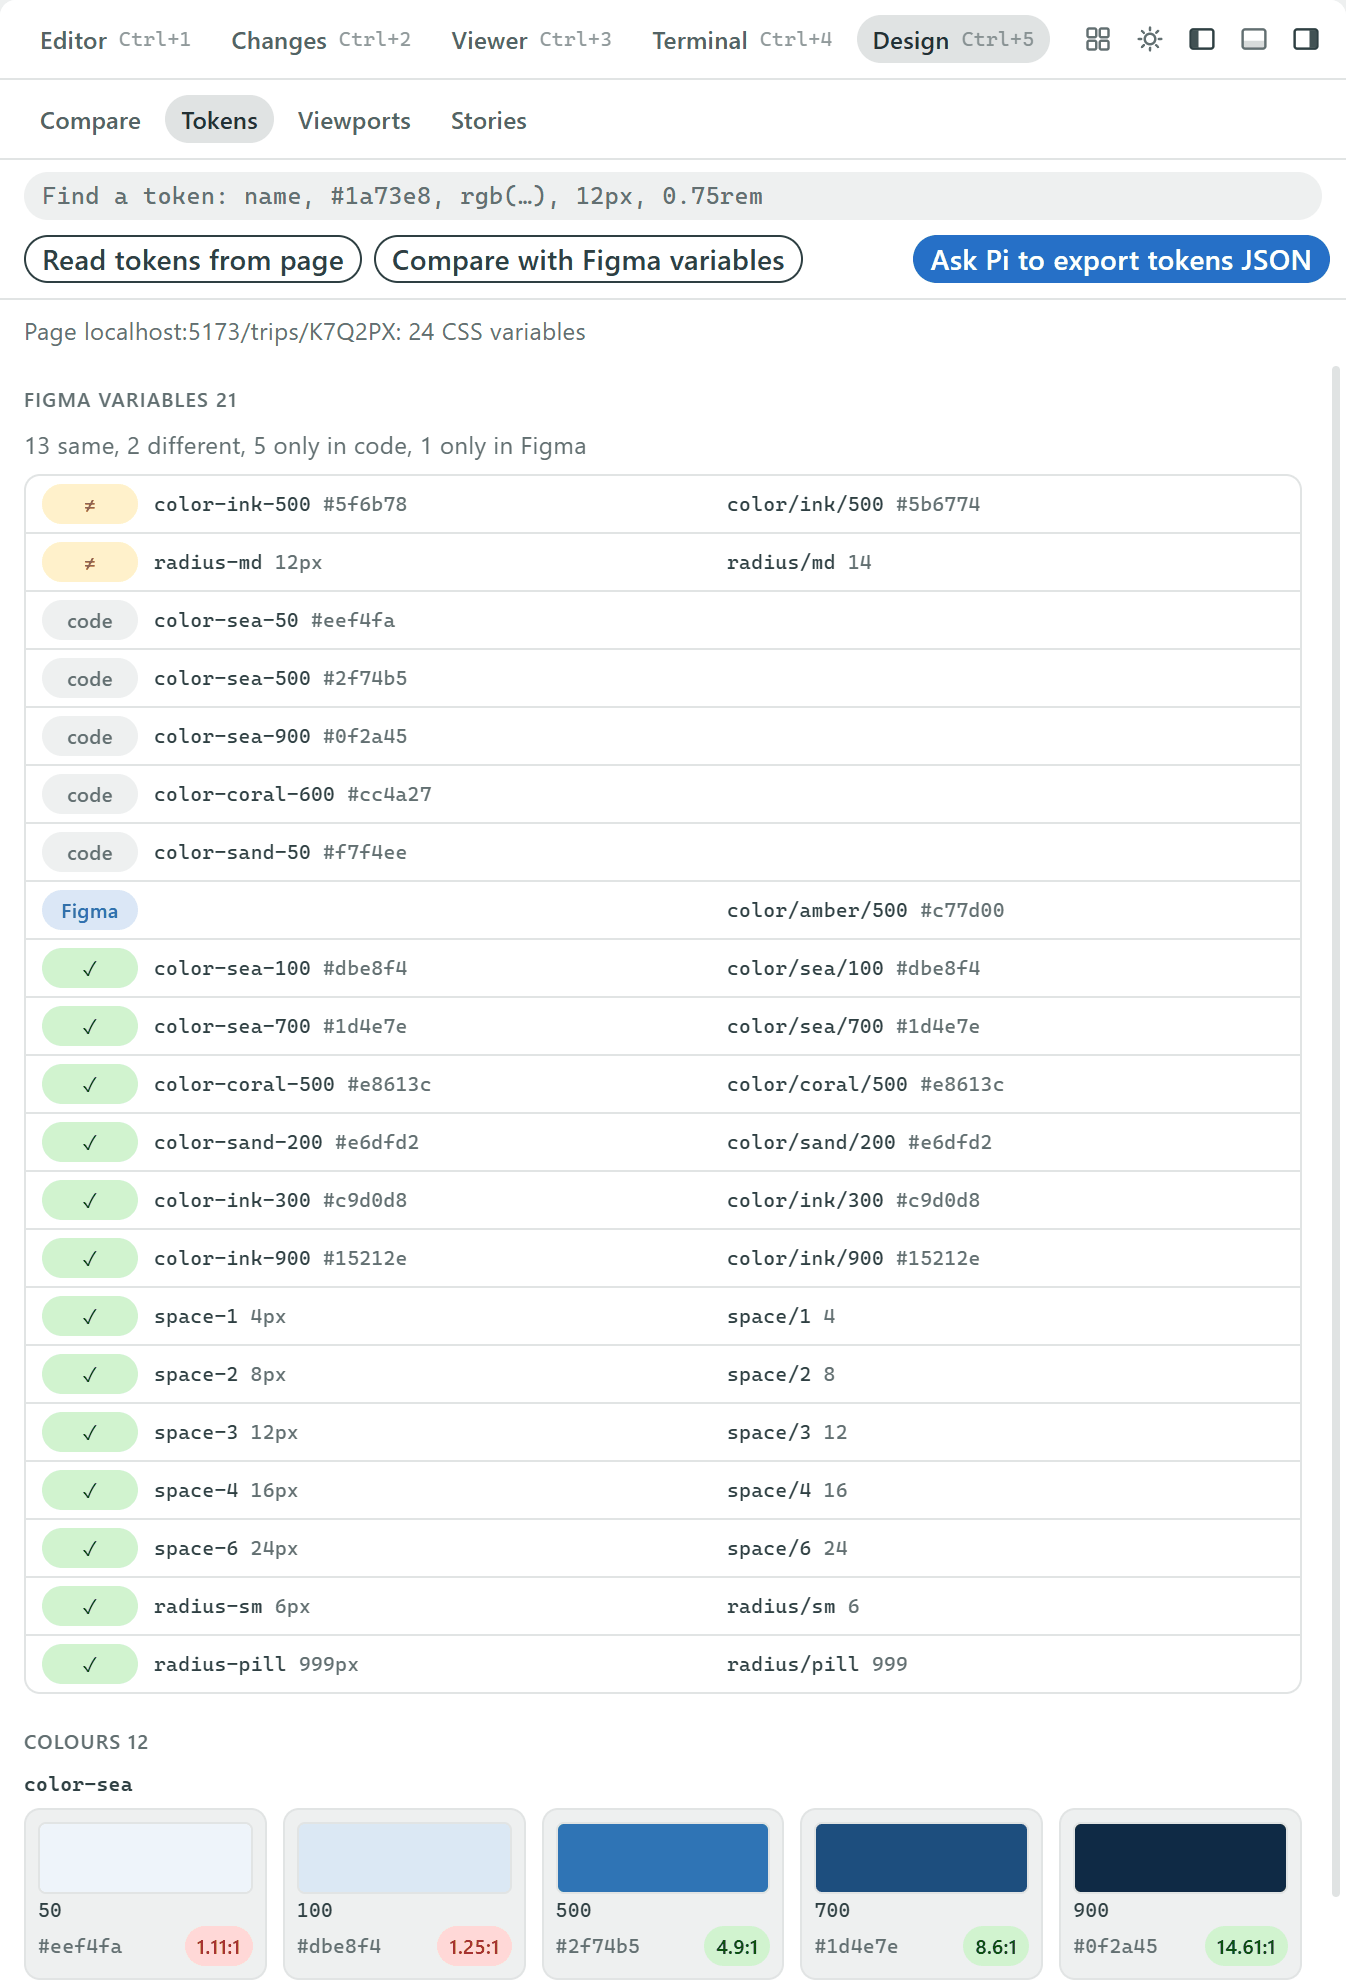 Editor Ctrl+1 Changes Ctrl+2 Viewer Ctrl+3 Terminal Ctrl+4 Design Ctrl+5
Compare Tokens Viewports Stories
Find a token: name, #1a73e8, rgb(…), 12px, 0.75rem
Read tokens from page Compare with Figma variables Ask Pi to export tokens JSON
Page localhost:5173/trips/K7Q2PX: 24 CSS variables
FIGMA VARIABLES 21
13 same, 2 different, 5 only in code, 1 only in Figma
≠ color-ink-500 #5f6b78 color/ink/500 #5b6774
≠ radius-md 12px radius/md 14
code color-sea-50 #eef4fa
code color-sea-500 #2f74b5
code color-sea-900 #0f2a45
code color-coral-600 #cc4a27
code color-sand-50 #f7f4ee
Figma color/amber/500 #c77d00
✓ color-sea-100 #dbe8f4 color/sea/100 #dbe8f4
✓ color-sea-700 #1d4e7e color/sea/700 #1d4e7e
✓ color-coral-500 #e8613c color/coral/500 #e8613c
✓ color-sand-200 #e6dfd2 color/sand/200 #e6dfd2
✓ color-ink-300 #c9d0d8 color/ink/300 #c9d0d8
✓ color-ink-900 #15212e color/ink/900 #15212e
✓ space-1 4px space/1 4
✓ space-2 8px space/2 8
✓ space-3 12px space/3 12
✓ space-4 16px space/4 16
✓ space-6 24px space/6 24
✓ radius-sm 6px radius/sm 6
✓ radius-pill 999px radius/pill 999
COLOURS 12
color-sea
50 100 500 700 900
#eef4fa 1.11:1 #dbe8f4 1.25:1 #2f74b5 4.9:1 #1d4e7e 8.6:1 #0f2a45 14.61:1